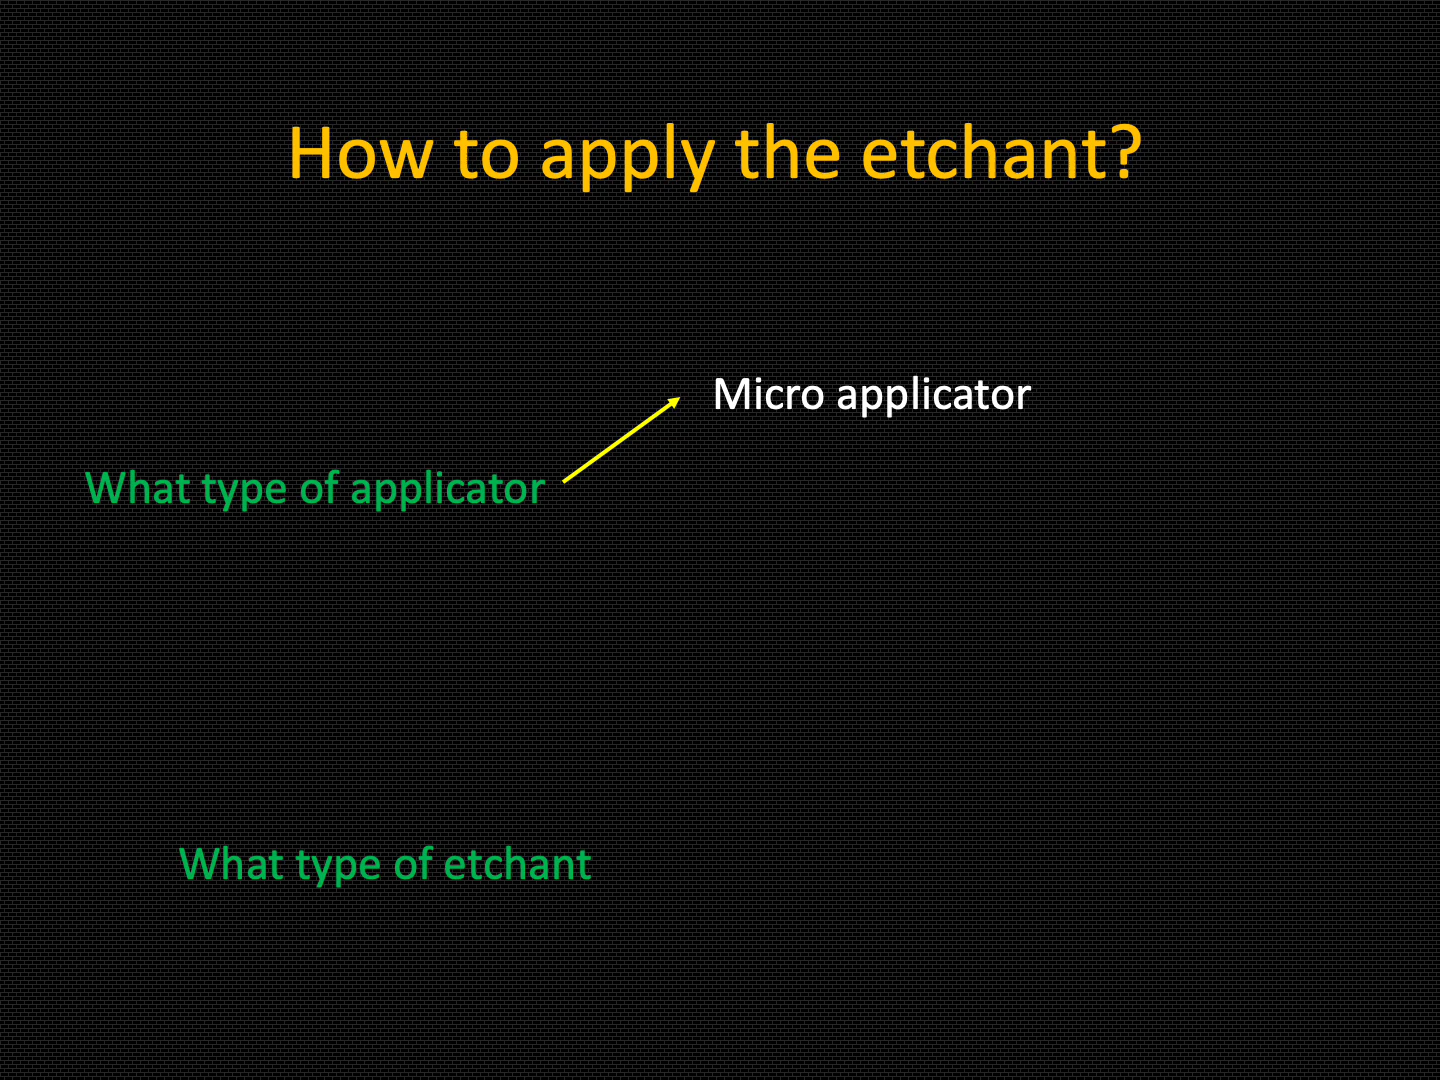 How to apply the etchant?
Micro applicator
What type of applicator
What type of etchant